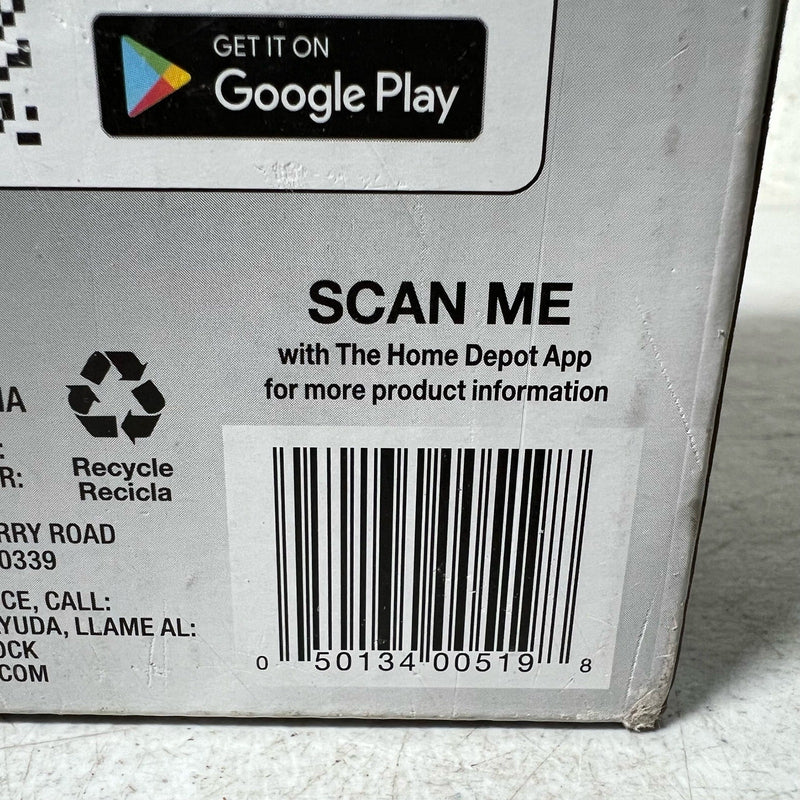 GET IT ON
Google Play
SCAN ME
with The Home Depot App
for more product information
IA
R:
Recycle
Recicla
RRY ROAD
0339
CE, CALL:
YUDA, LLAME AL:
OCK
.COM
0 50134 00519 8